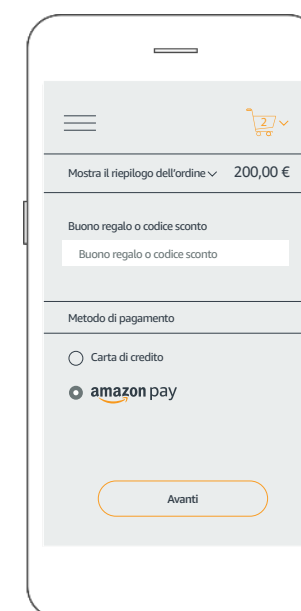 2
Mostra il riepilogo dell'ordine 200,00 €
Buono regalo o codice sconto
Buono regalo o codice sconto
Metodo di pagamento
Carta di credito
amazon pay
Avanti